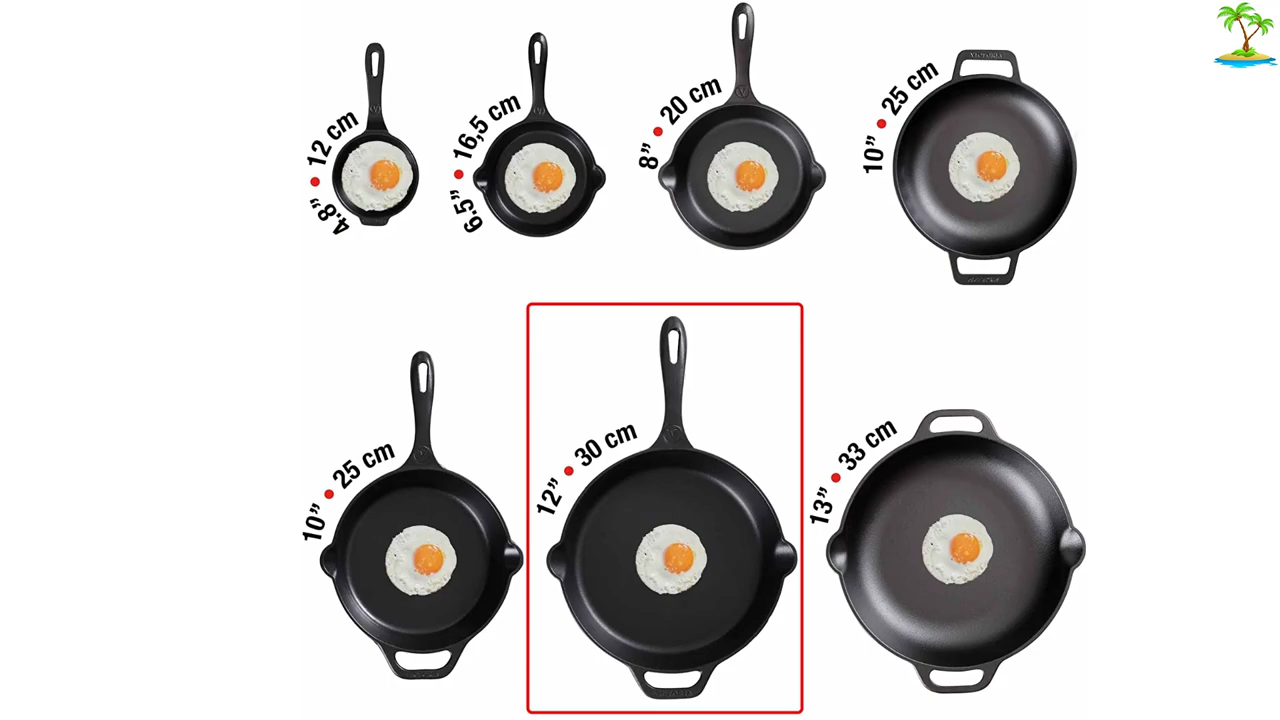 4.8” • 12 cm
6.5” • 16,5 cm
8” • 20 cm
VICTORIA
10” • 25 cm
10” • 25 cm
12” • 30 cm
13” • 33 cm